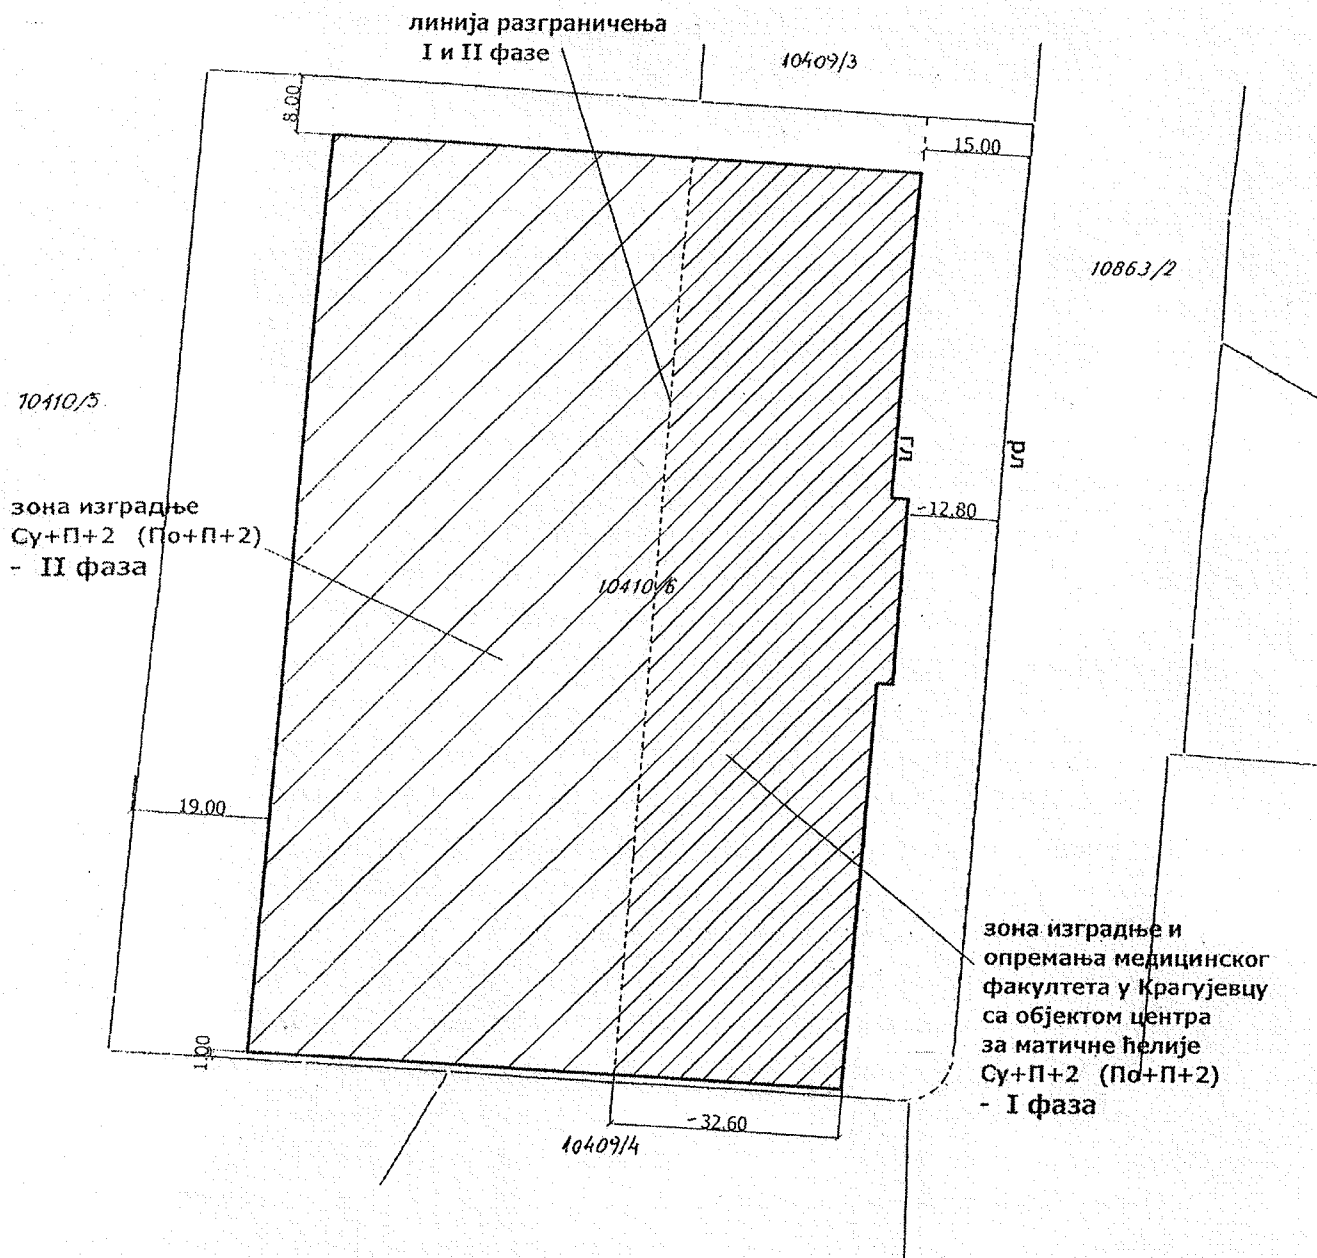 линија разграничења
I и II фазе
10409/3
8.00
15.00
10863/2
10410/5
ГЛ
РЛ
зона изградње
Су+П+2 (По+П+2)
- II фаза
~12.80
10410/6
19.00
зона изградње и
опремања медицинског
факултета у Крагујевцу
са објектом центра
за матичне ћелије
Су+П+2 (По+П+2)
- I фаза
1.00
~32.60
10409/4